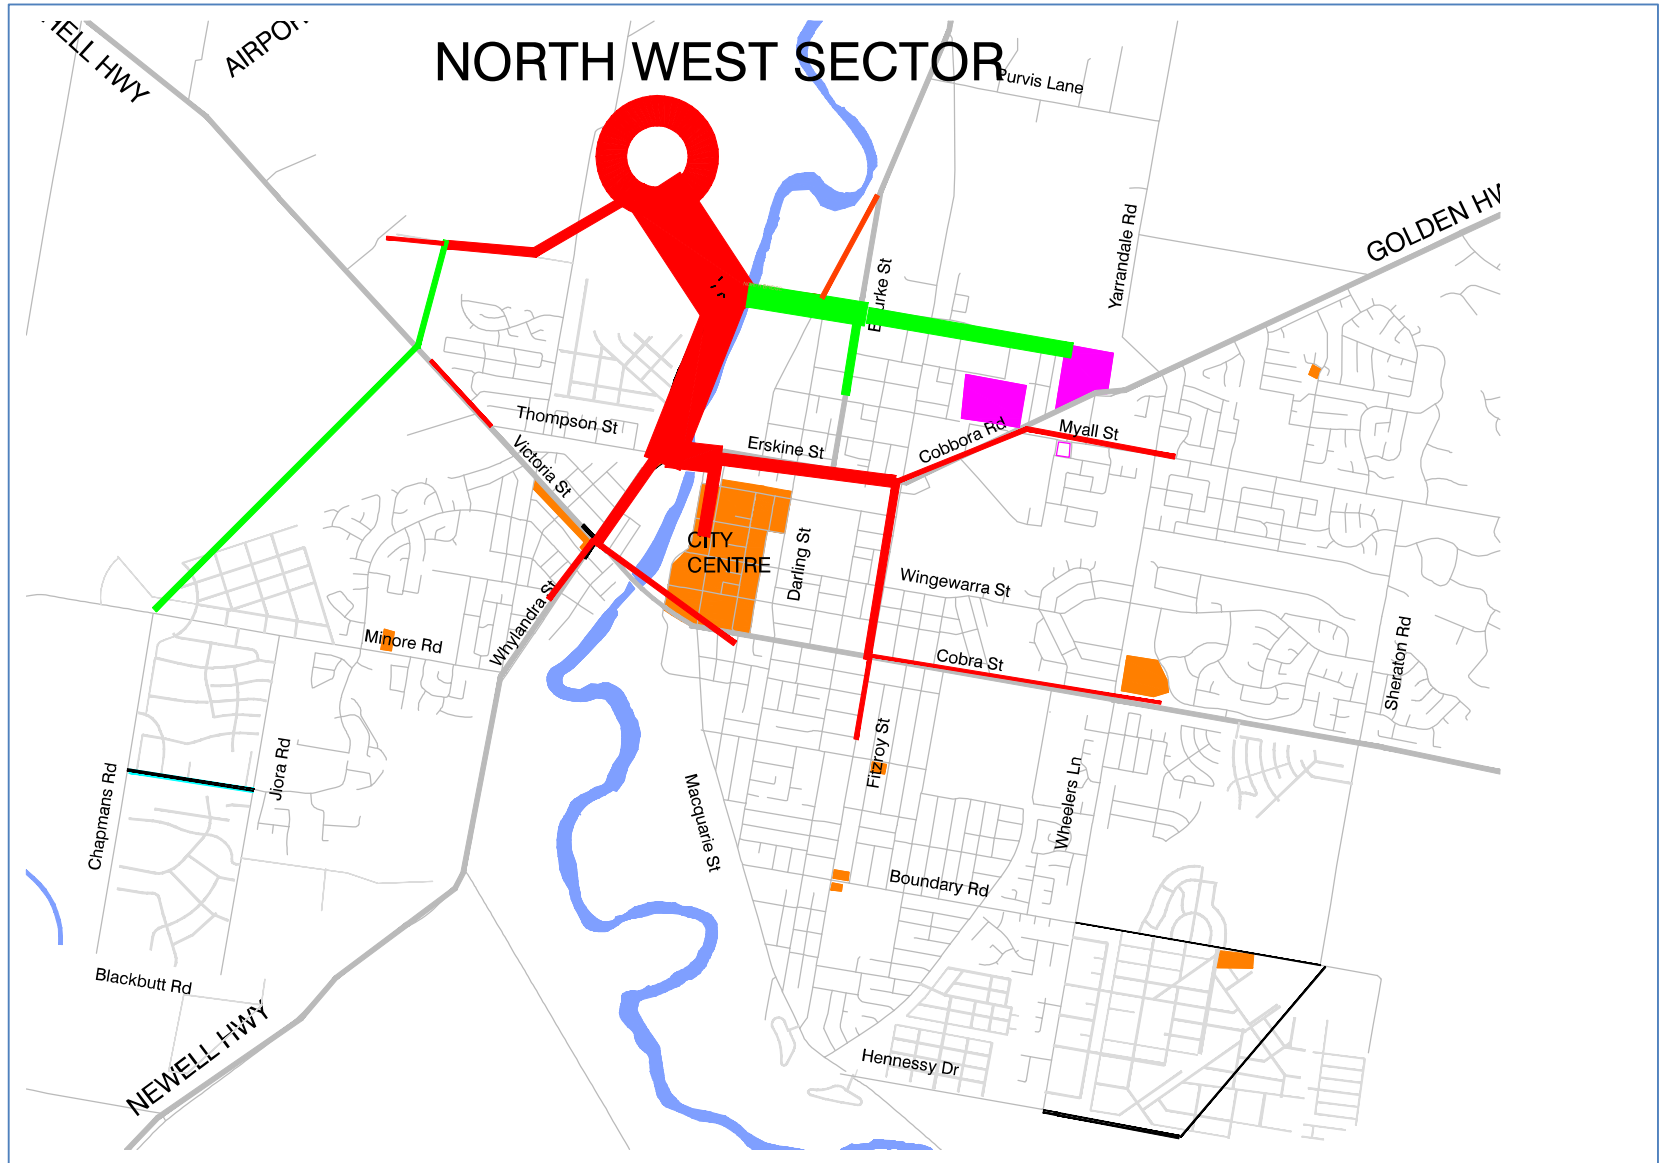 NORTH WEST SECTOR
Purvis Lane
GOLDEN
Yarrandale Rd
Thompson St
Victoria St
Erskine St
Cobbora Rd
Myall St
CITY
CENTRE
Darling St
Wingewarra St
Whylandra St
Minore Rd
Cobra St
Sheraton Rd
Fitzroy St
Jiora Rd
Chapmans Rd
Macquarie St
Wheelers Ln
Boundary Rd
Blackbutt Rd
NEWELL HWY
Hennessy Dr
HWY